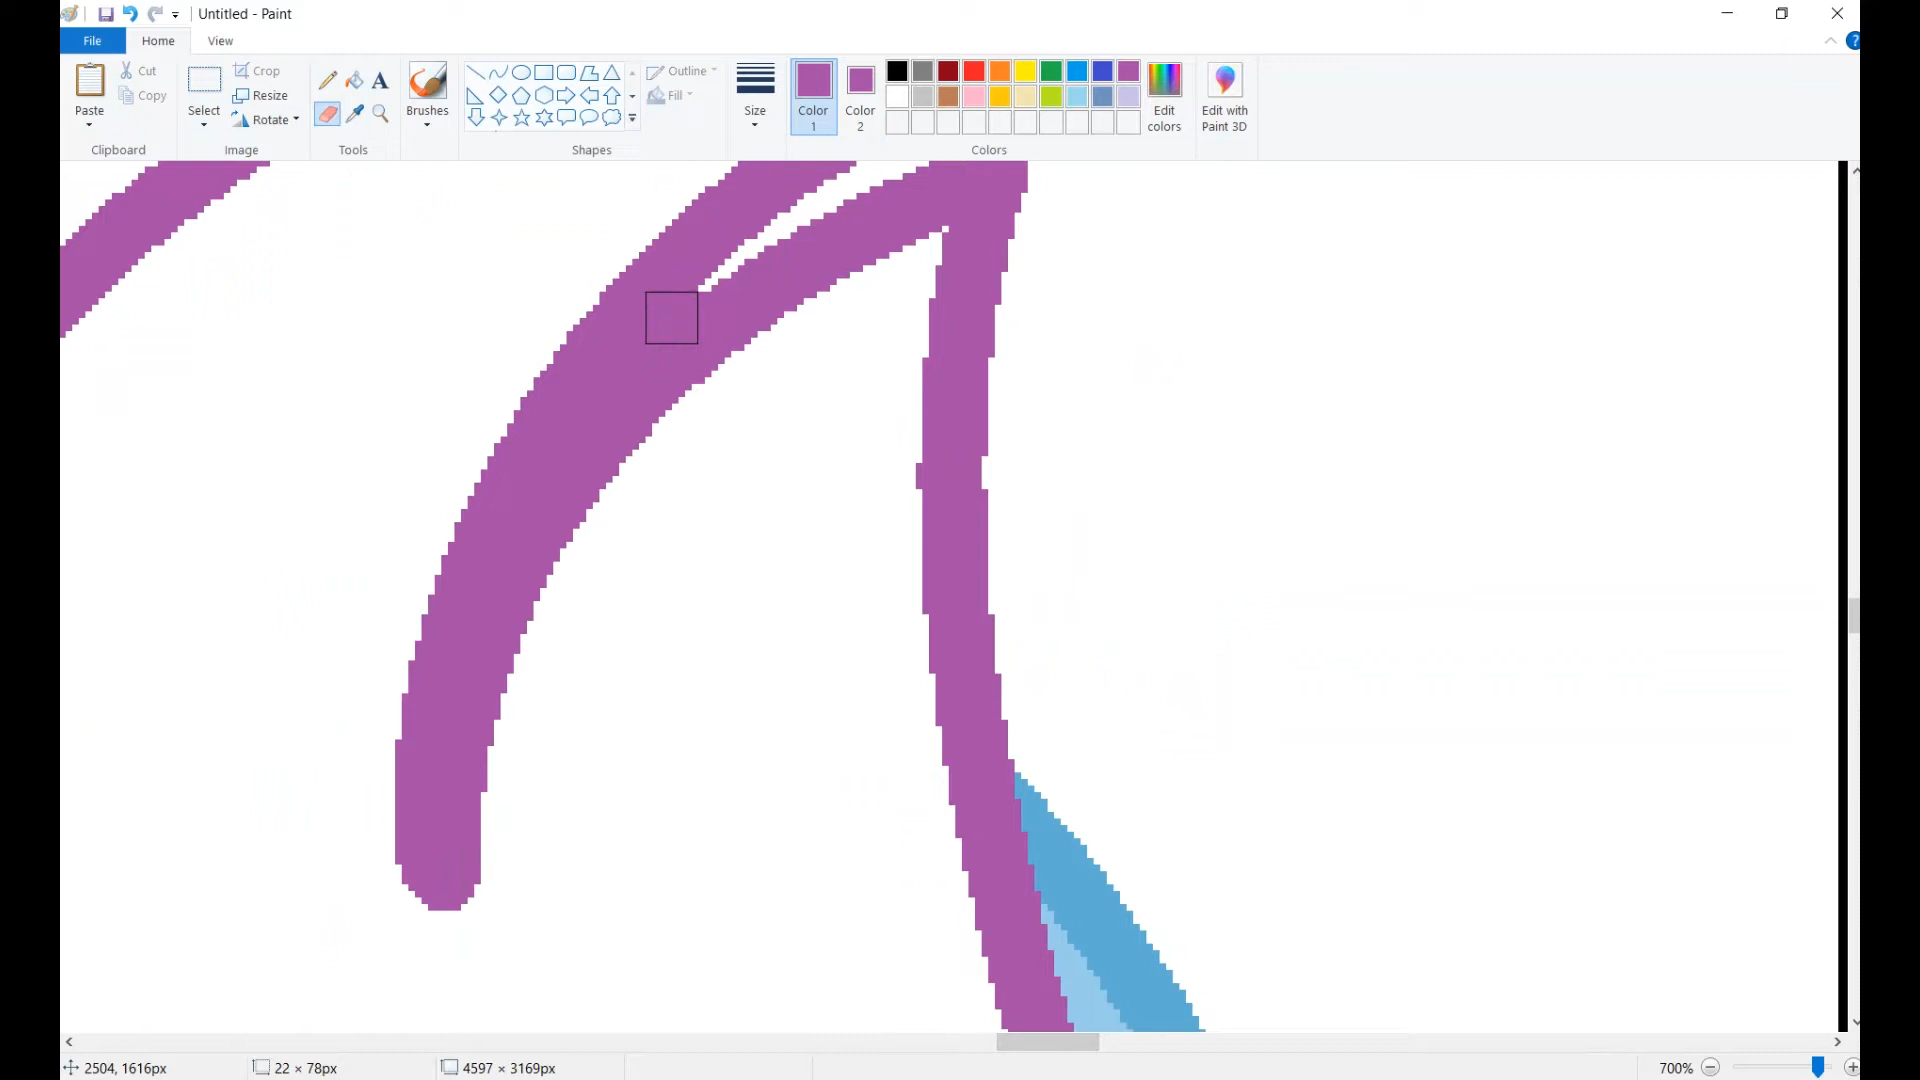 Untitled - Paint
File Home View
Paste
Cut
Copy
Clipboard
Select
Crop
Resize
Rotate
Image
Tools
Brushes
Outline
Fill
Shapes
Size
Color 1
Color 2
Edit colors
Edit with Paint 3D
Colors
2504, 1616px 22 × 78px 4597 × 3169px 700%